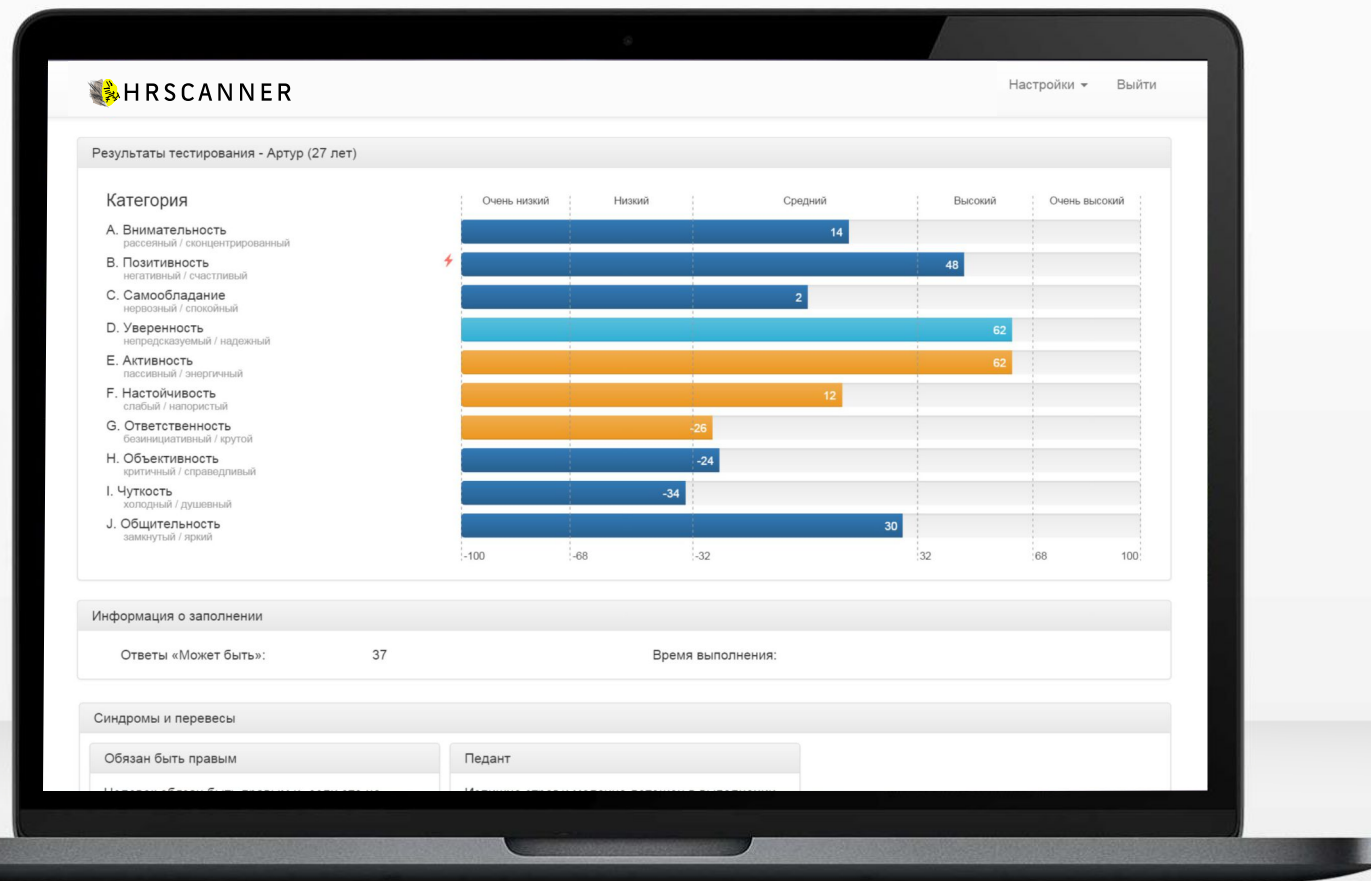 HRSCANNER
Настройки Выйти
Результаты тестирования - Артур (27 лет)
Категория
Очень низкий Низкий Средний Высокий Очень высокий
A. Внимательность
рассеяный / сконцентрированный
14
B. Позитивность
негативный / счастливый
48
C. Самообладание
нервозный / спокойный
2
D. Уверенность
непредсказуемый / надежный
62
E. Активность
пассивный / энергичный
62
F. Настойчивость
слабый / напористый
12
G. Ответственность
безинициативный / крутой
-26
H. Объективность
критичный / справедливый
-24
I. Чуткость
холодный / душевный
-34
J. Общительность
замкнутый / яркий
30
-100 -68 -32 32 68 100
Информация о заполнении
Ответы «Может быть»: 37 Время выполнения:
Синдромы и перевесы
Обязан быть правым Педант